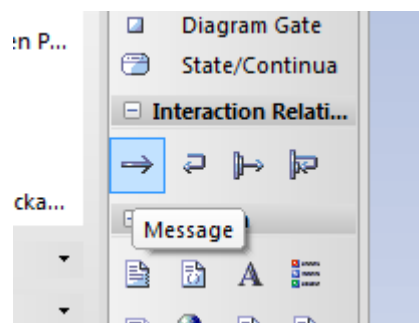 Diagram Gate
en P...
State/Continua
Interaction Relati...
cka...
Message